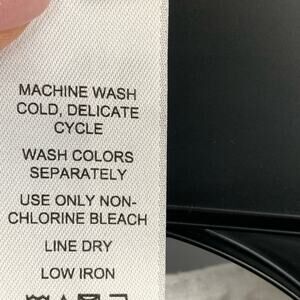 MACHINE WASH
COLD, DELICATE
CYCLE
WASH COLORS
SEPARATELY
USE ONLY NON-
CHLORINE BLEACH
LINE DRY
LOW IRON